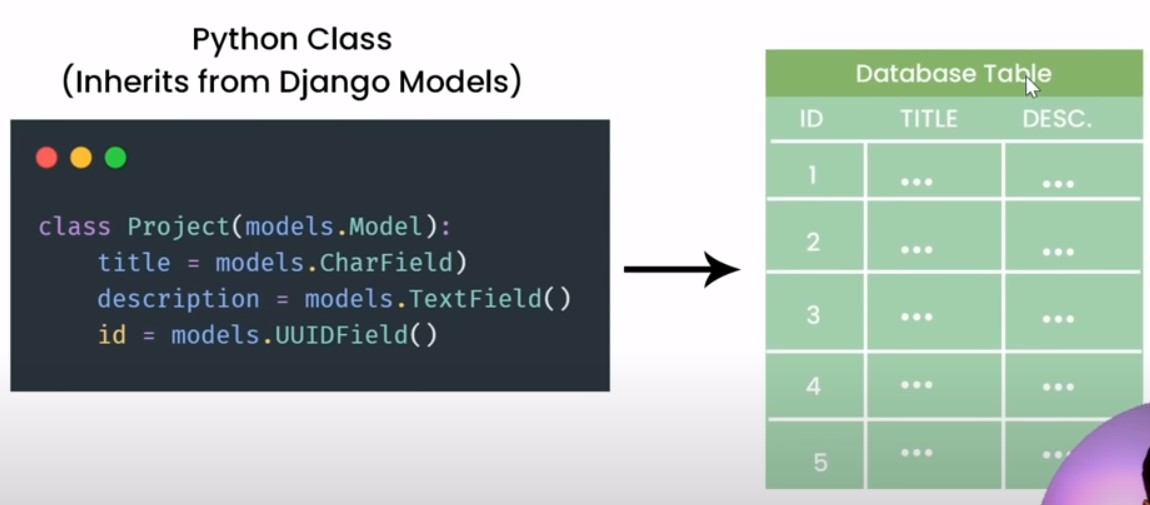 Python Class
(Inherits from Django Models)
class Project(models.Model):
title = models.CharField)
description = models.TextField()
id = models.UUIDField()
Database Table
ID TITLE DESC.
1 ... ...
2 ... ...
3 ... ...
4 ... ...
5 ... ...